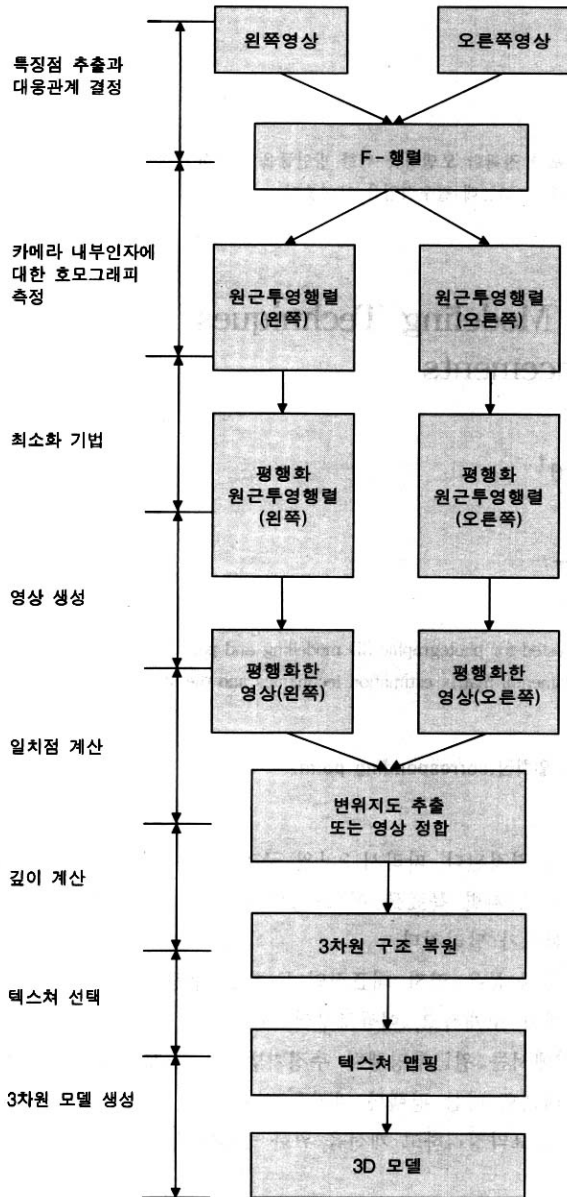 왼쪽영상
오른쪽영상
특징점 추출과
대응관계 결정
F-행렬
카메라 내부인자에
대한 호모그래피
측정
원근투영행렬
(왼쪽)
원근투영행렬
(오른쪽)
최소화 기법
평행화
원근투영행렬
(왼쪽)
평행화
원근투영행렬
(오른쪽)
영상 생성
평행화한
영상(왼쪽)
평행화한
영상(오른쪽)
일치점 계산
변위지도 추출
또는 영상 정합
깊이 계산
3차원 구조 복원
텍스쳐 선택
텍스쳐 맵핑
3차원 모델 생성
3D 모델